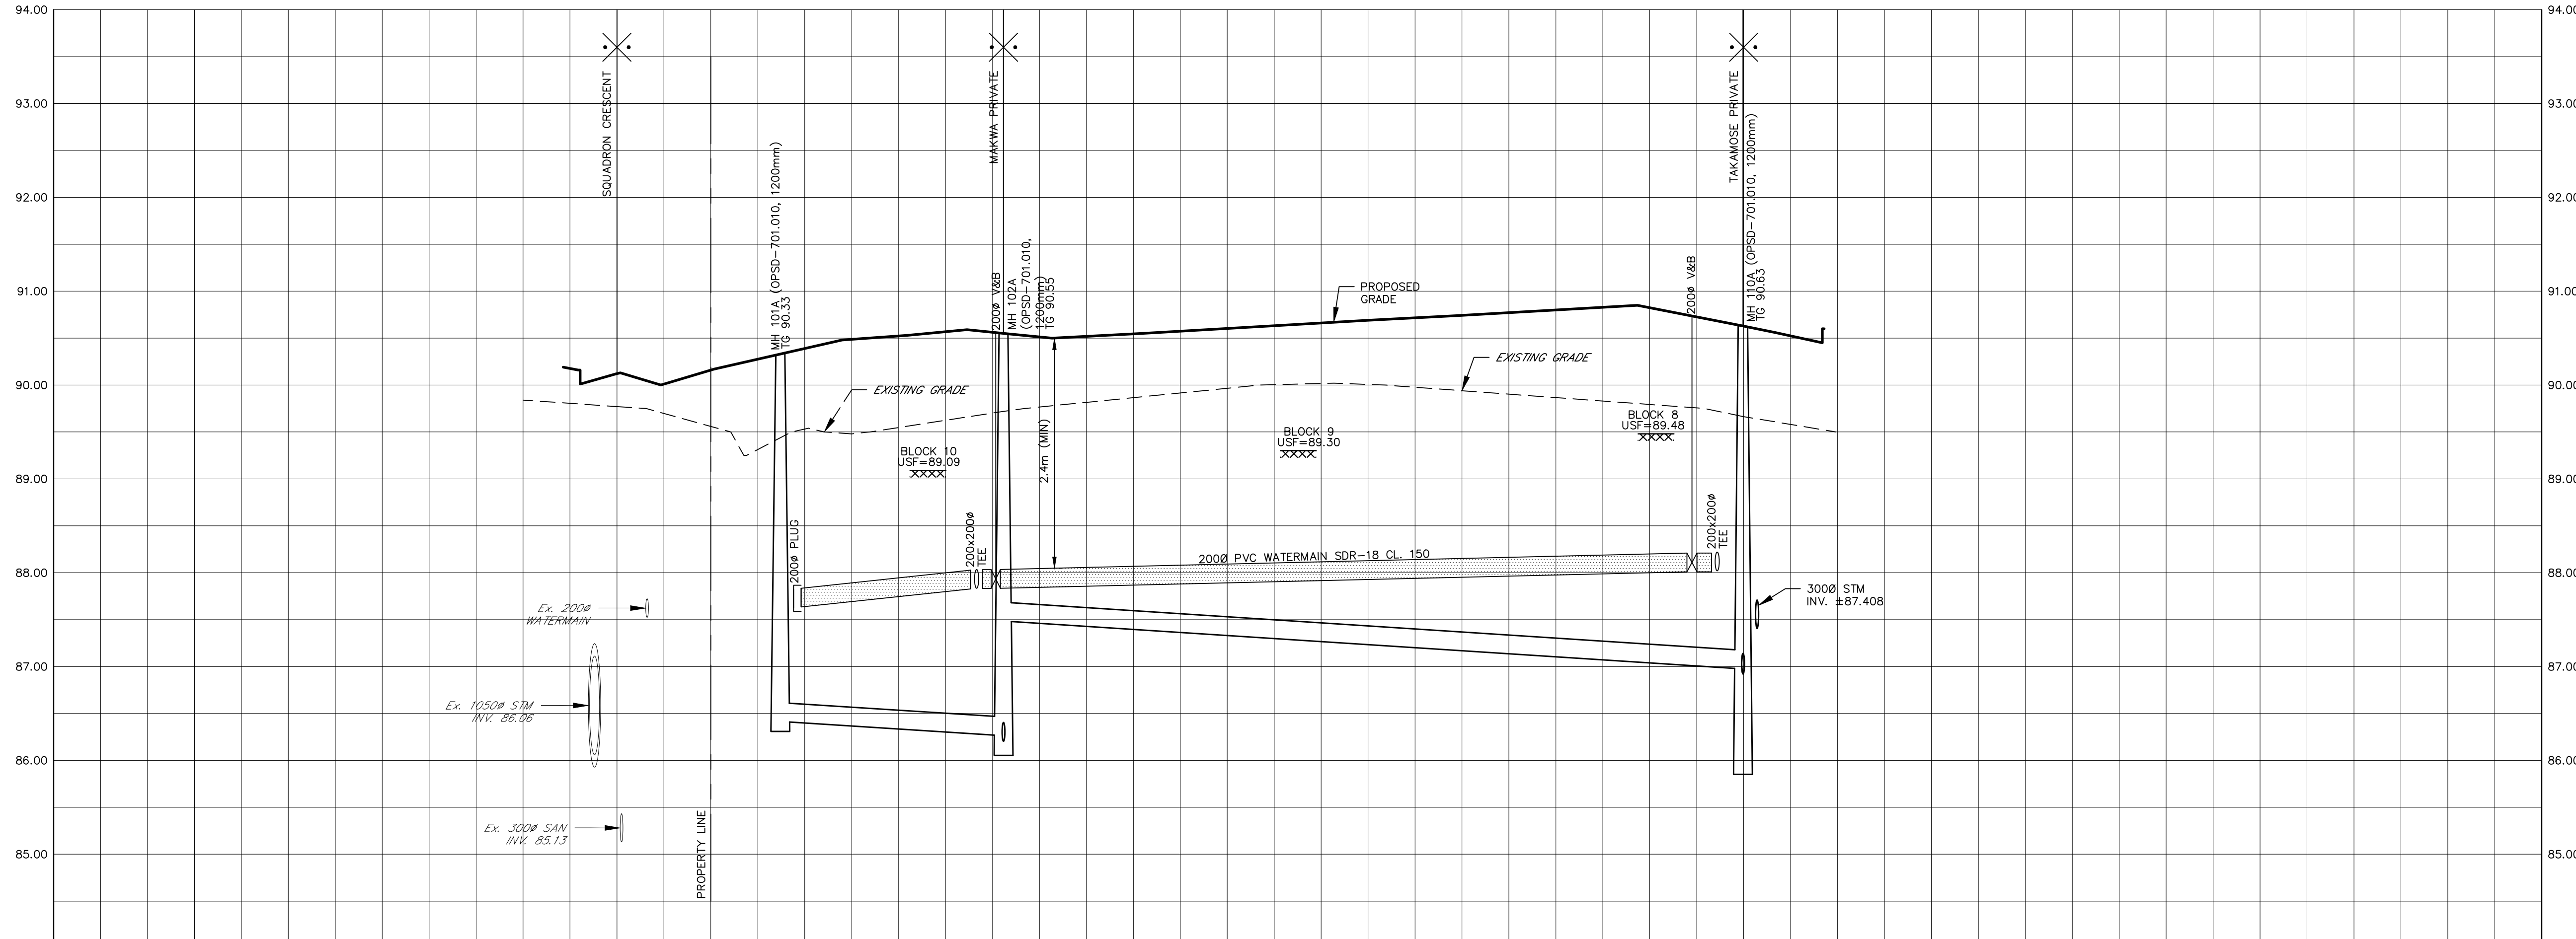 94.00
94.00
93.00
93.00
92.00
92.00
91.00
91.00
90.00
90.00
89.00
89.00
88.00
88.00
87.00
87.00
86.00
86.00
85.00
85.00
SQUADRON CRESCENT
MAKWA PRIVATE
TAKAMOSE PRIVATE
PROPERTY LINE
MH 101A (OPSD-701.010, 1200mm)
TG 90.33
200ø V&B
MH 102A
(OPSD-701.010,
1200mm)
TG 90.55
PROPOSED
GRADE
200ø V&B
MH 110A (OPSD-701.010, 1200mm)
TG 90.63
EXISTING GRADE
EXISTING GRADE
BLOCK 10
USF=89.09
2.4m (MIN)
BLOCK 9
USF=89.30
BLOCK 8
USF=89.48
200ø PLUG
200x200ø
TEE
200Ø PVC WATERMAIN SDR-18 CL. 150
200x200ø
TEE
300Ø STM
INV. ±87.408
Ex. 200ø
WATERMAIN
Ex. 1050ø STM
INV. 86.06
Ex. 300ø SAN
INV. 85.13